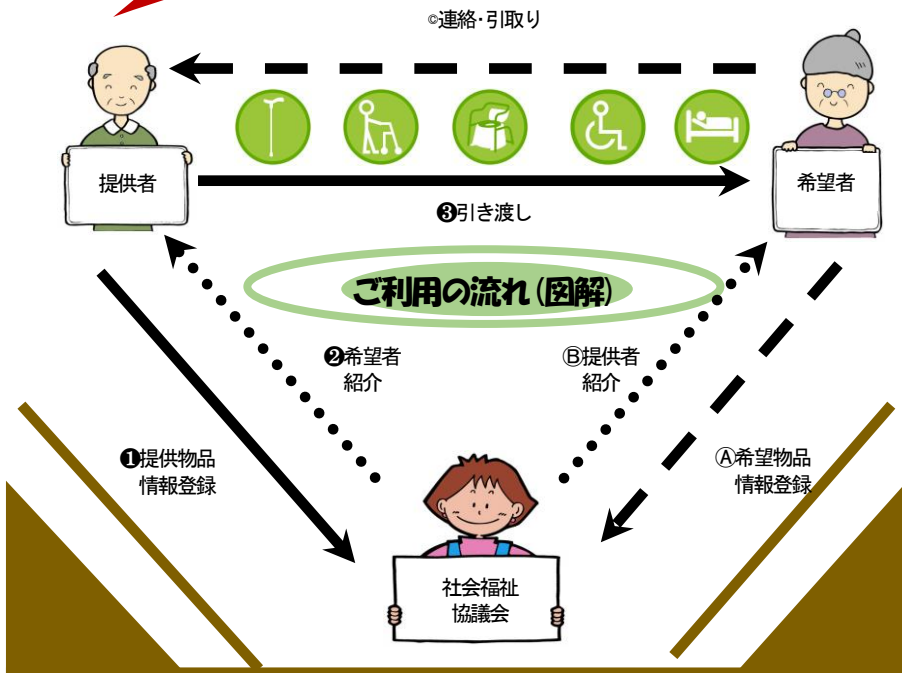 ©連絡・引取り
提供者
希望者
❸引き渡し
ご利用の流れ(図解)
❷希望者
紹介
Ⓑ提供者
紹介
❶提供物品
情報登録
Ⓐ希望物品
情報登録
社会福祉
協議会